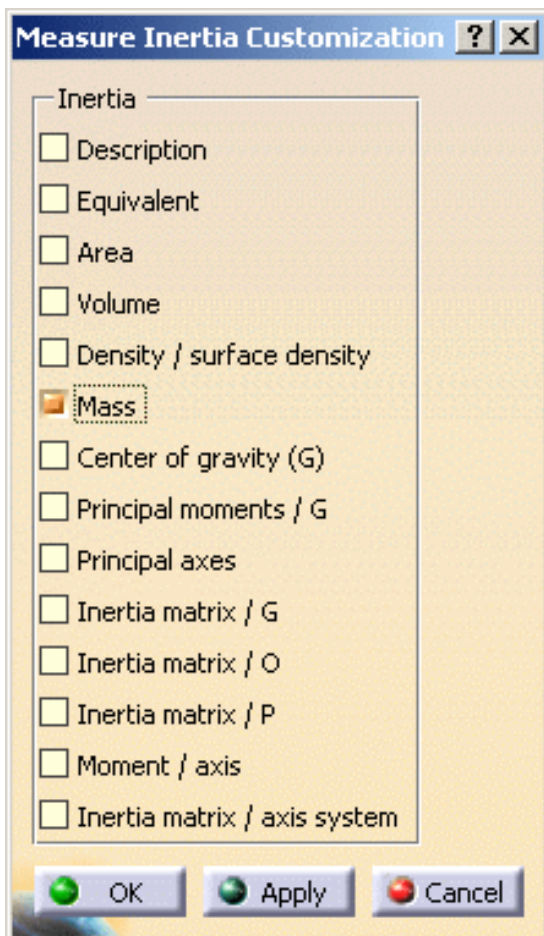 Measure Inertia Customization ? X
Inertia
Description
Equivalent
Area
Volume
Density / surface density
Mass
Center of gravity (G)
Principal moments / G
Principal axes
Inertia matrix / G
Inertia matrix / O
Inertia matrix / P
Moment / axis
Inertia matrix / axis system
OK Apply Cancel